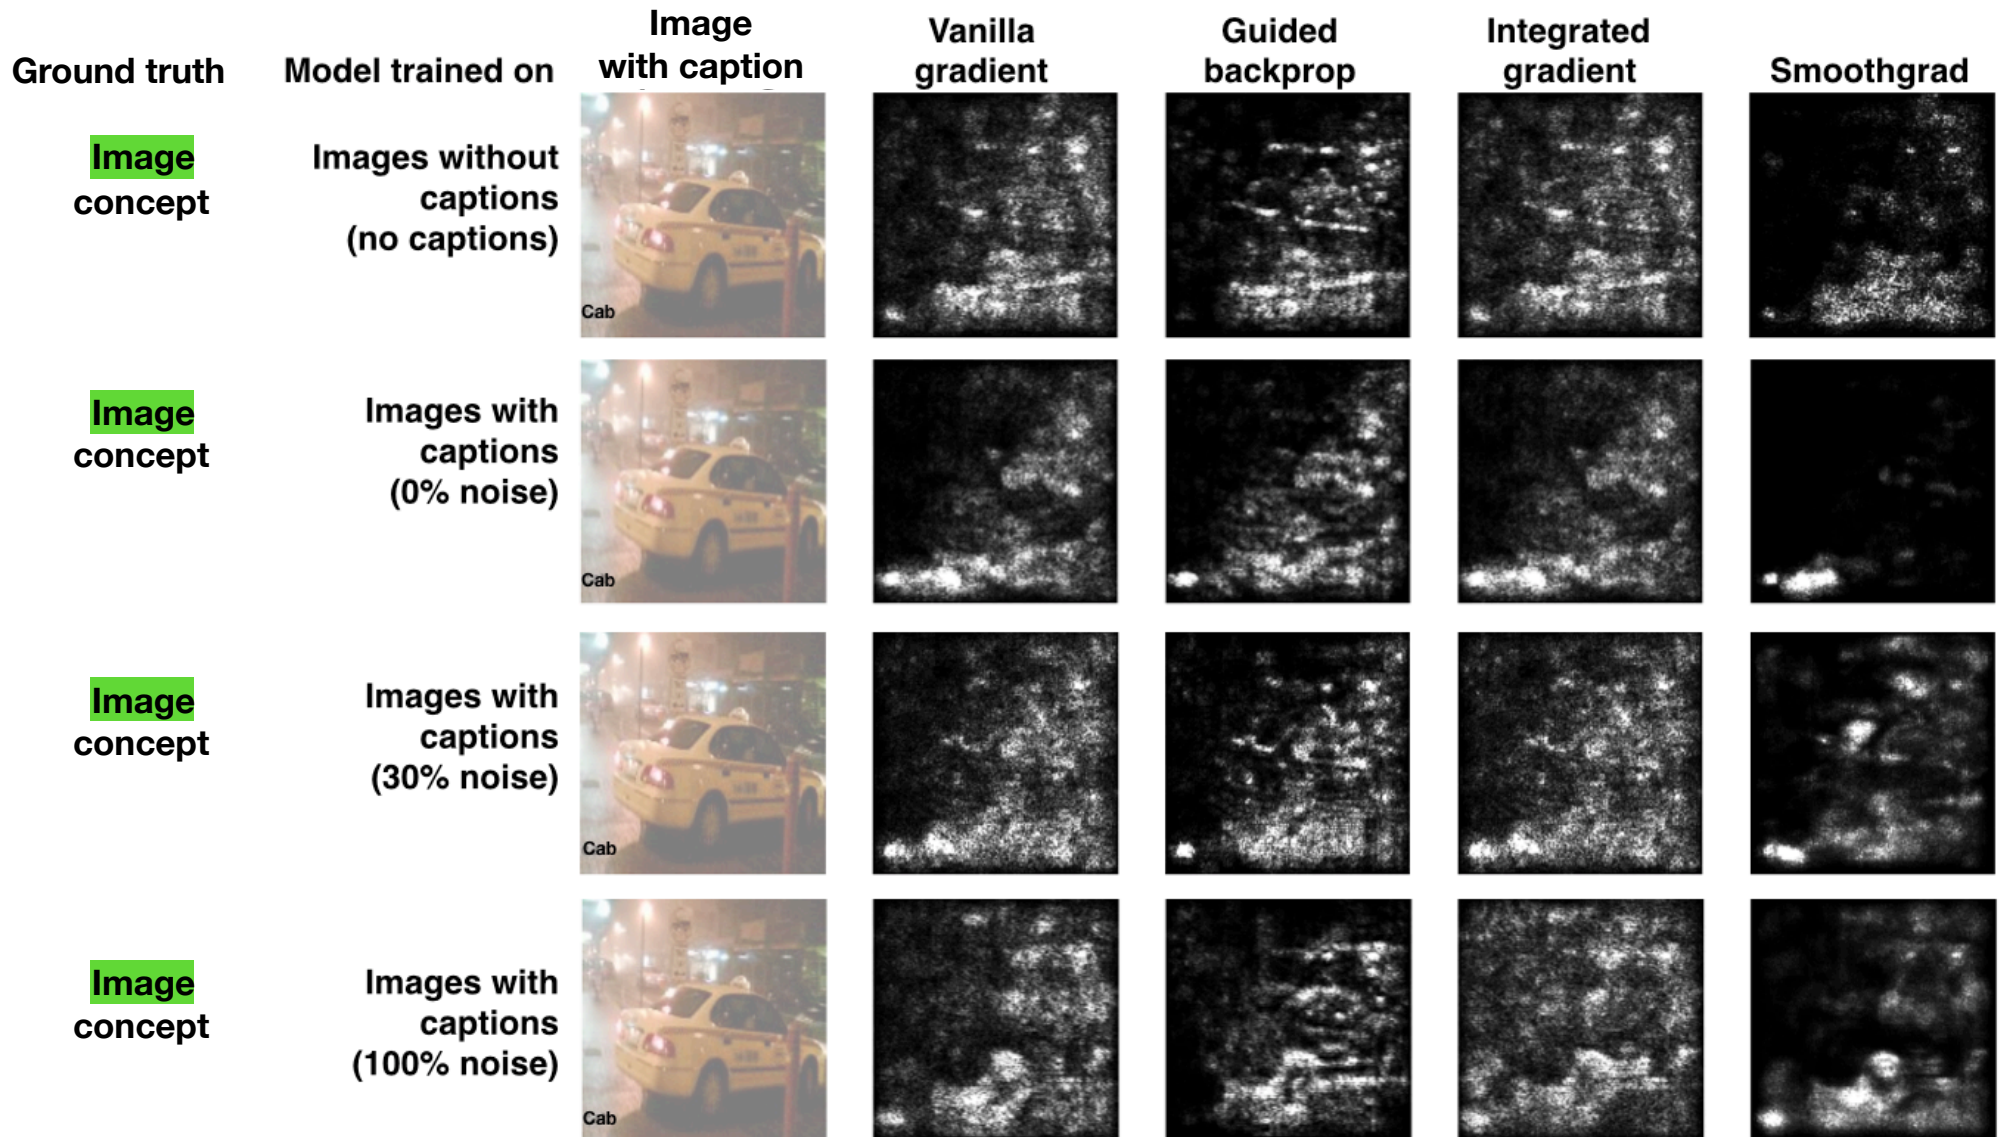 Ground truth
Model trained on
Image
with caption
Vanilla
gradient
Guided
backprop
Integrated
gradient
Smoothgrad
Image
concept
Images without
captions
(no captions)
Cab
Image
concept
Images with
captions
(0% noise)
Cab
Image
concept
Images with
captions
(30% noise)
Cab
Image
concept
Images with
captions
(100% noise)
Cab